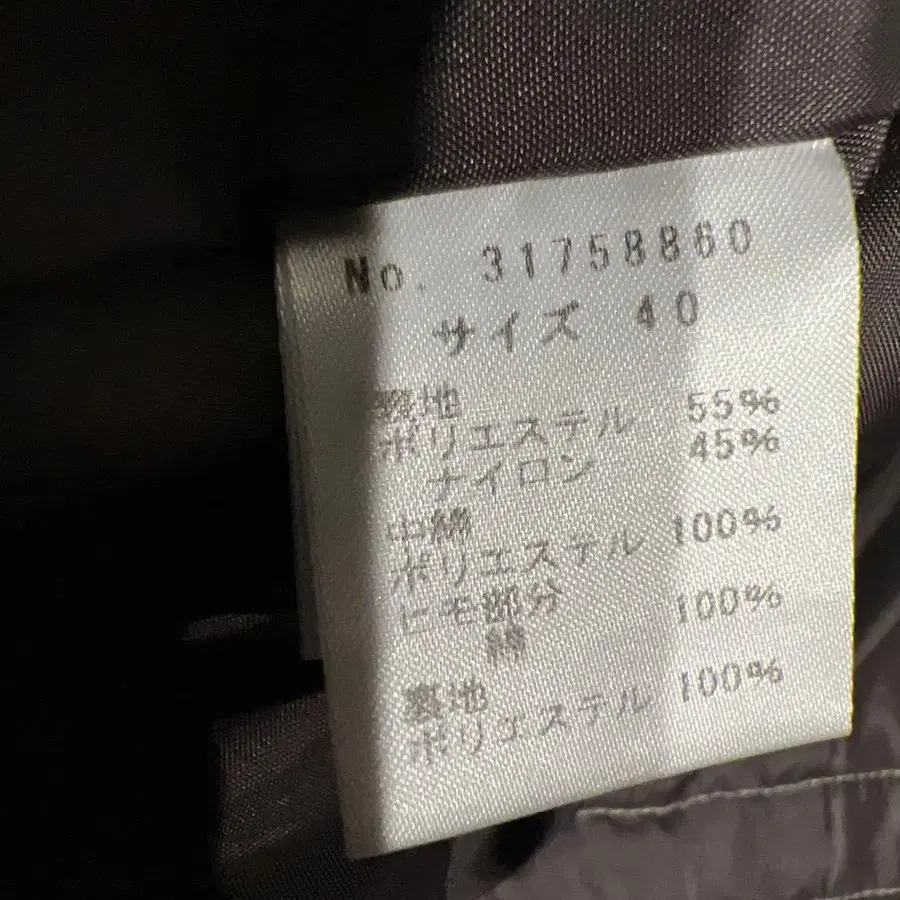 No. 31758860
サイズ 40
表地
ポリエステル 55%
ナイロン 45%
中綿
ポリエステル 100%
ヒモ部分
綿 100%
裏地
ポリエステル 100%